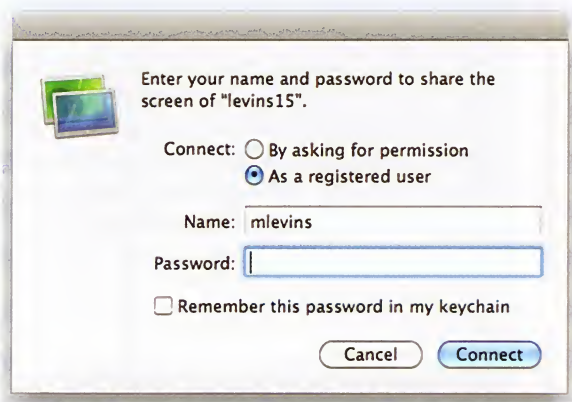 Enter your name and password to share the
screen of "levins15".
Connect: By asking for permission
As a registered user
Name: mlevins
Password:
Remember this password in my keychain
Cancel Connect